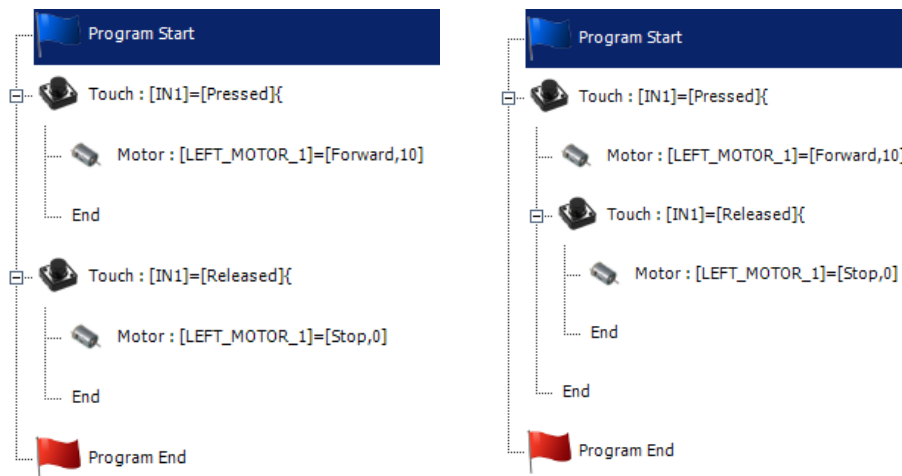 Program Start
Touch : [IN1]=[Pressed]{
Motor : [LEFT_MOTOR_1]=[Forward,10]
End
Touch : [IN1]=[Released]{
Motor : [LEFT_MOTOR_1]=[Stop,0]
End
Program End
Program Start
Touch : [IN1]=[Pressed]{
Motor : [LEFT_MOTOR_1]=[Forward,10]
Touch : [IN1]=[Released]{
Motor : [LEFT_MOTOR_1]=[Stop,0]
End
End
Program End